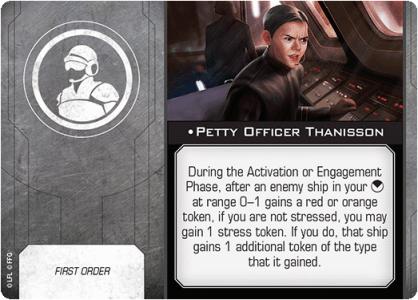 •Petty Officer Thanisson
During the Activation or Engagement
Phase, after an enemy ship in your
at range 0–1 gains a red or orange
token, if you are not stressed, you may
gain 1 stress token. If you do, that ship
gains 1 additional token of the type
that it gained.
FIRST ORDER
© LFL © FFG